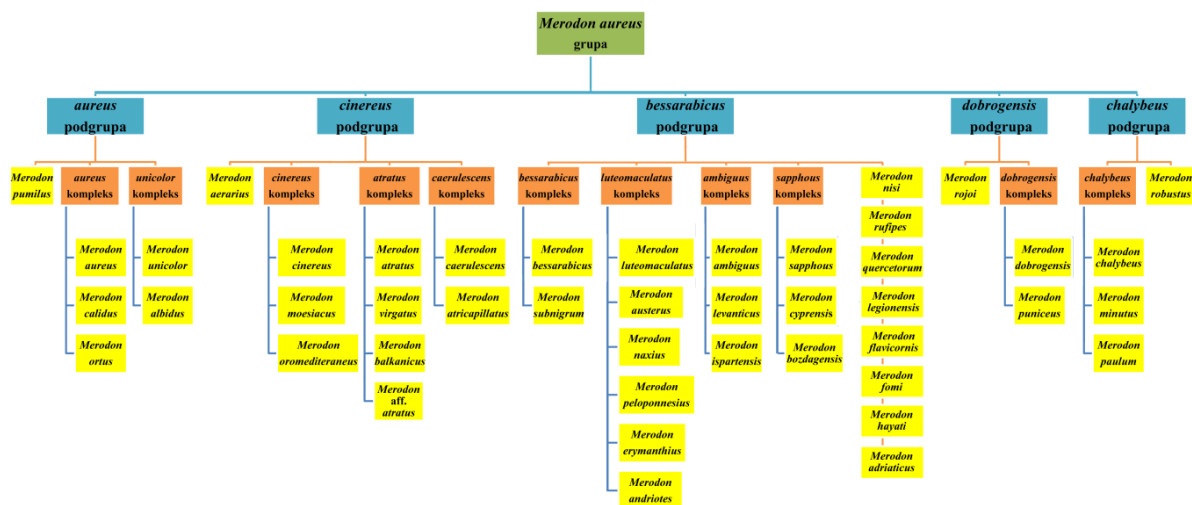 Merodon aureus
grupa
aureus
podgrupa
cinereus
podgrupa
bessarabicus
podgrupa
dobrogensis
podgrupa
chalybeus
podgrupa
Merodon
pumilus
aureus
kompleks
unicolor
kompleks
Merodon
aerarius
cinereus
kompleks
atratus
kompleks
caerulescens
kompleks
bessarabicus
kompleks
luteomaculatus
kompleks
ambiguus
kompleks
sapphous
kompleks
Merodon
nisi
Merodon
rojoi
dobrogensis
kompleks
chalybeus
kompleks
Merodon
robustus
Merodon
aureus
Merodon
calidus
Merodon
ortus
Merodon
unicolor
Merodon
albidus
Merodon
cinereus
Merodon
moesiacus
Merodon
oromediteraneus
Merodon
atratus
Merodon
virgatus
Merodon
balkanicus
Merodon
aff.
atratus
Merodon
caerulescens
Merodon
atricapillatus
Merodon
bessarabicus
Merodon
subnigrum
Merodon
luteomaculatus
Merodon
austerus
Merodon
naxius
Merodon
peloponnesius
Merodon
erymanthius
Merodon
andriotes
Merodon
ambiguus
Merodon
levanticus
Merodon
ispartensis
Merodon
sapphous
Merodon
cyprensis
Merodon
bozdagensis
Merodon
rufipes
Merodon
quercetorum
Merodon
legionensis
Merodon
flavicornis
Merodon
fomi
Merodon
hayati
Merodon
adriaticus
Merodon
dobrogensis
Merodon
puniceus
Merodon
chalybeus
Merodon
minutus
Merodon
paulum